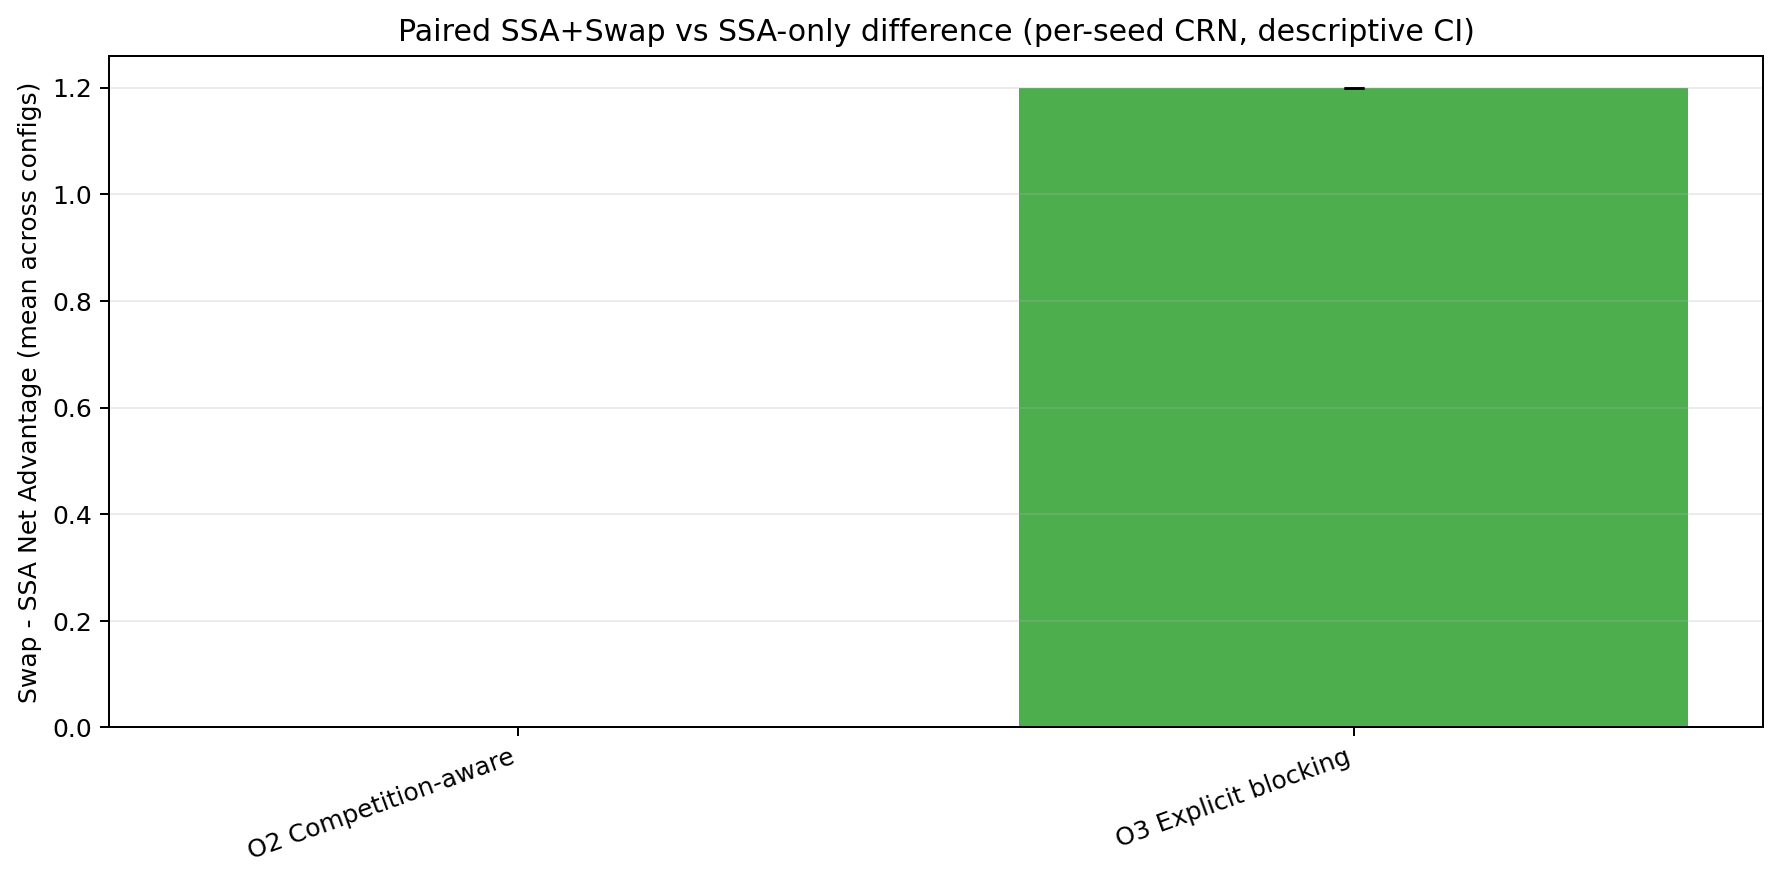 Paired SSA+Swap vs SSA-only difference (per-seed CRN, descriptive CI)
Swap - SSA Net Advantage (mean across configs)
1.2
1.0
0.8
0.6
0.4
0.2
0.0
O2 Competition-aware
O3 Explicit blocking